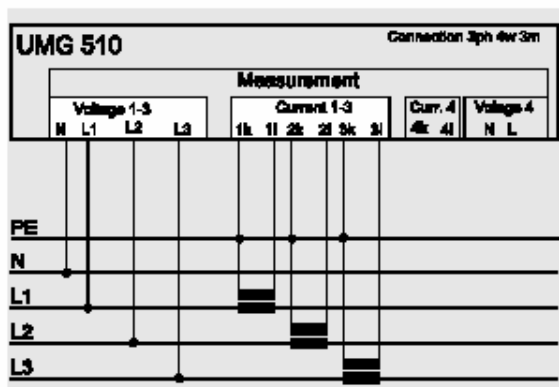 UMG 510
Connection 3ph 4w 3m
Measurement
Voltage 1-3
Current 1-3
Curr. 4
Voltage 4
N L1 L2 L3
1k 1l 2k 2l 3k 3l
4k 4l
N L
PE
N
L1
L2
L3